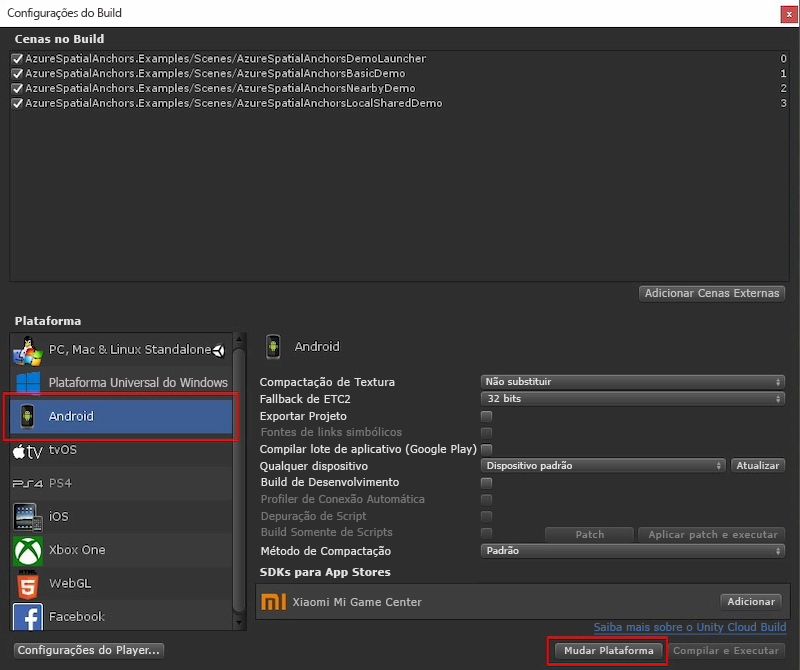 Configurações do Build
x
Cenas no Build
AzureSpatialAnchors.Examples/Scenes/AzureSpatialAnchorsDemoLauncher 0
AzureSpatialAnchors.Examples/Scenes/AzureSpatialAnchorsBasicDemo 1
AzureSpatialAnchors.Examples/Scenes/AzureSpatialAnchorsNearbyDemo 2
AzureSpatialAnchors.Examples/Scenes/AzureSpatialAnchorsLocalSharedDemo 3
Adicionar Cenas Externas
Plataforma
PC, Mac & Linux Standalone
Plataforma Universal do Windows
Android
tv tvOS
PS4 PS4
iOS
Xbox One
HTML 5 WebGL
f Facebook
Android
Compactação de Textura Não substituir
Fallback de ETC2 32 bits
Exportar Projeto
Fontes de links simbólicos
Compilar lote de aplicativo (Google Play)
Qualquer dispositivo Dispositivo padrão Atualizar
Build de Desenvolvimento
Profiler de Conexão Automática
Depuração de Script
Build Somente de Scripts Patch Aplicar patch e executar
Método de Compactação Padrão
SDKs para App Stores
mi Xiaomi Mi Game Center Adicionar
Saiba mais sobre o Unity Cloud Build
Configurações do Player... Mudar Plataforma Compilar e Executar